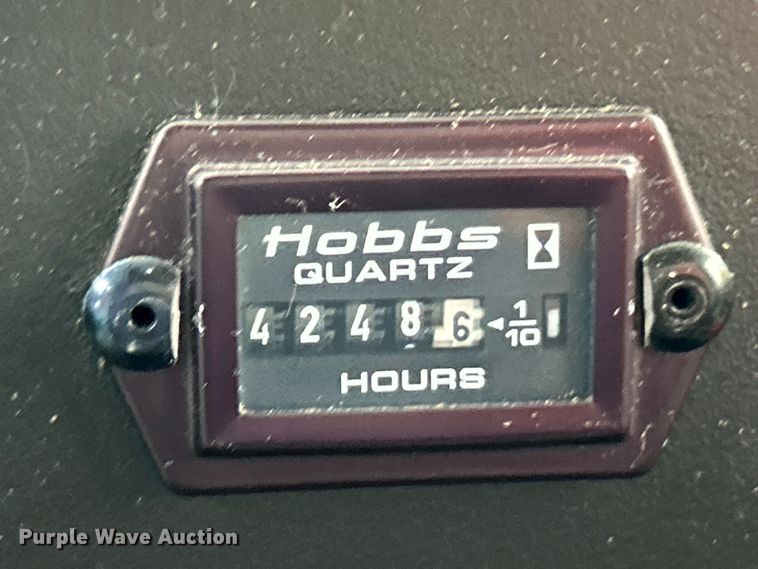 Hobbs
QUARTZ
4 2 4 8 6 ◄ 1/10
HOURS
Purple Wave Auction